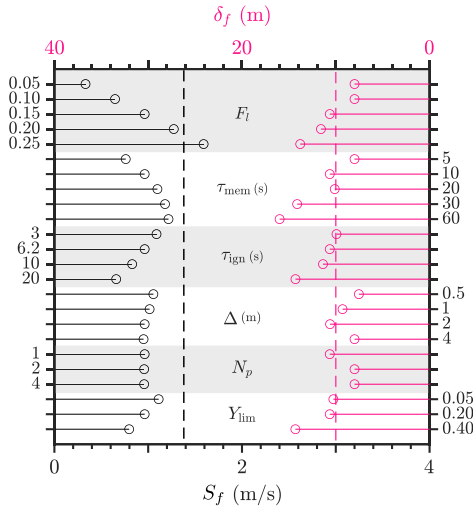 δ_f (m)
40 20 0
0.05
0.10
0.15 F_l
0.20
0.25
5
10
τ_mem (s) 20
30
60
3
6.2 τ_ign (s)
10
20
0.5
Δ (m) 1
2
4
1
2 N_p
4
0.05
Y_lim 0.20
0.40
0 2 4
S_f (m/s)